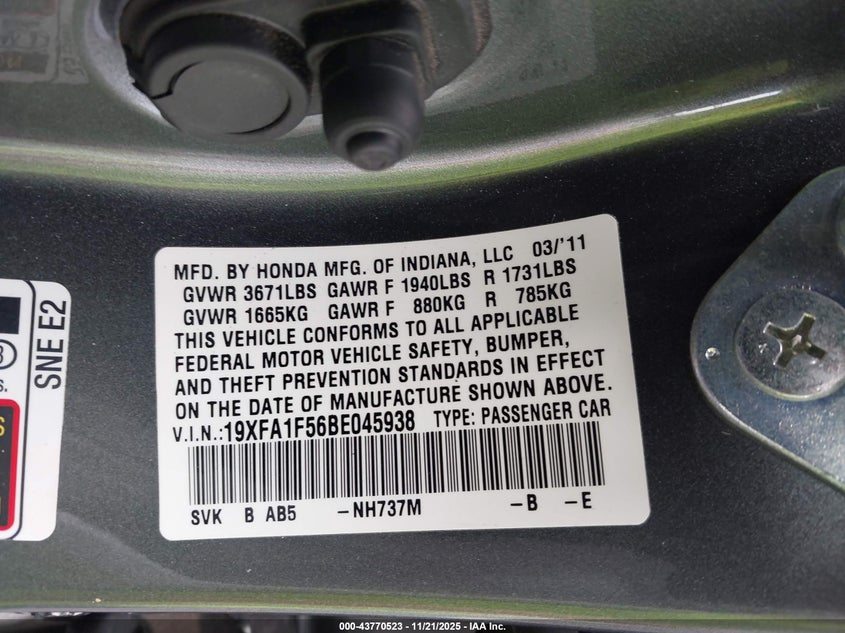 MFD. BY HONDA MFG. OF INDIANA, LLC 03/'11
GVWR 3671LBS GAWR F 1940LBS R 1731LBS
GVWR 1665KG GAWR F 880KG R 785KG
THIS VEHICLE CONFORMS TO ALL APPLICABLE
FEDERAL MOTOR VEHICLE SAFETY, BUMPER,
AND THEFT PREVENTION STANDARDS IN EFFECT
ON THE DATE OF MANUFACTURE SHOWN ABOVE.
V.I.N.:19XFA1F56BE045938 TYPE: PASSENGER CAR
SVK B AB5 -NH737M -B -E
SNE E2
000-43770523 - 11/21/2025 - IAA Inc.